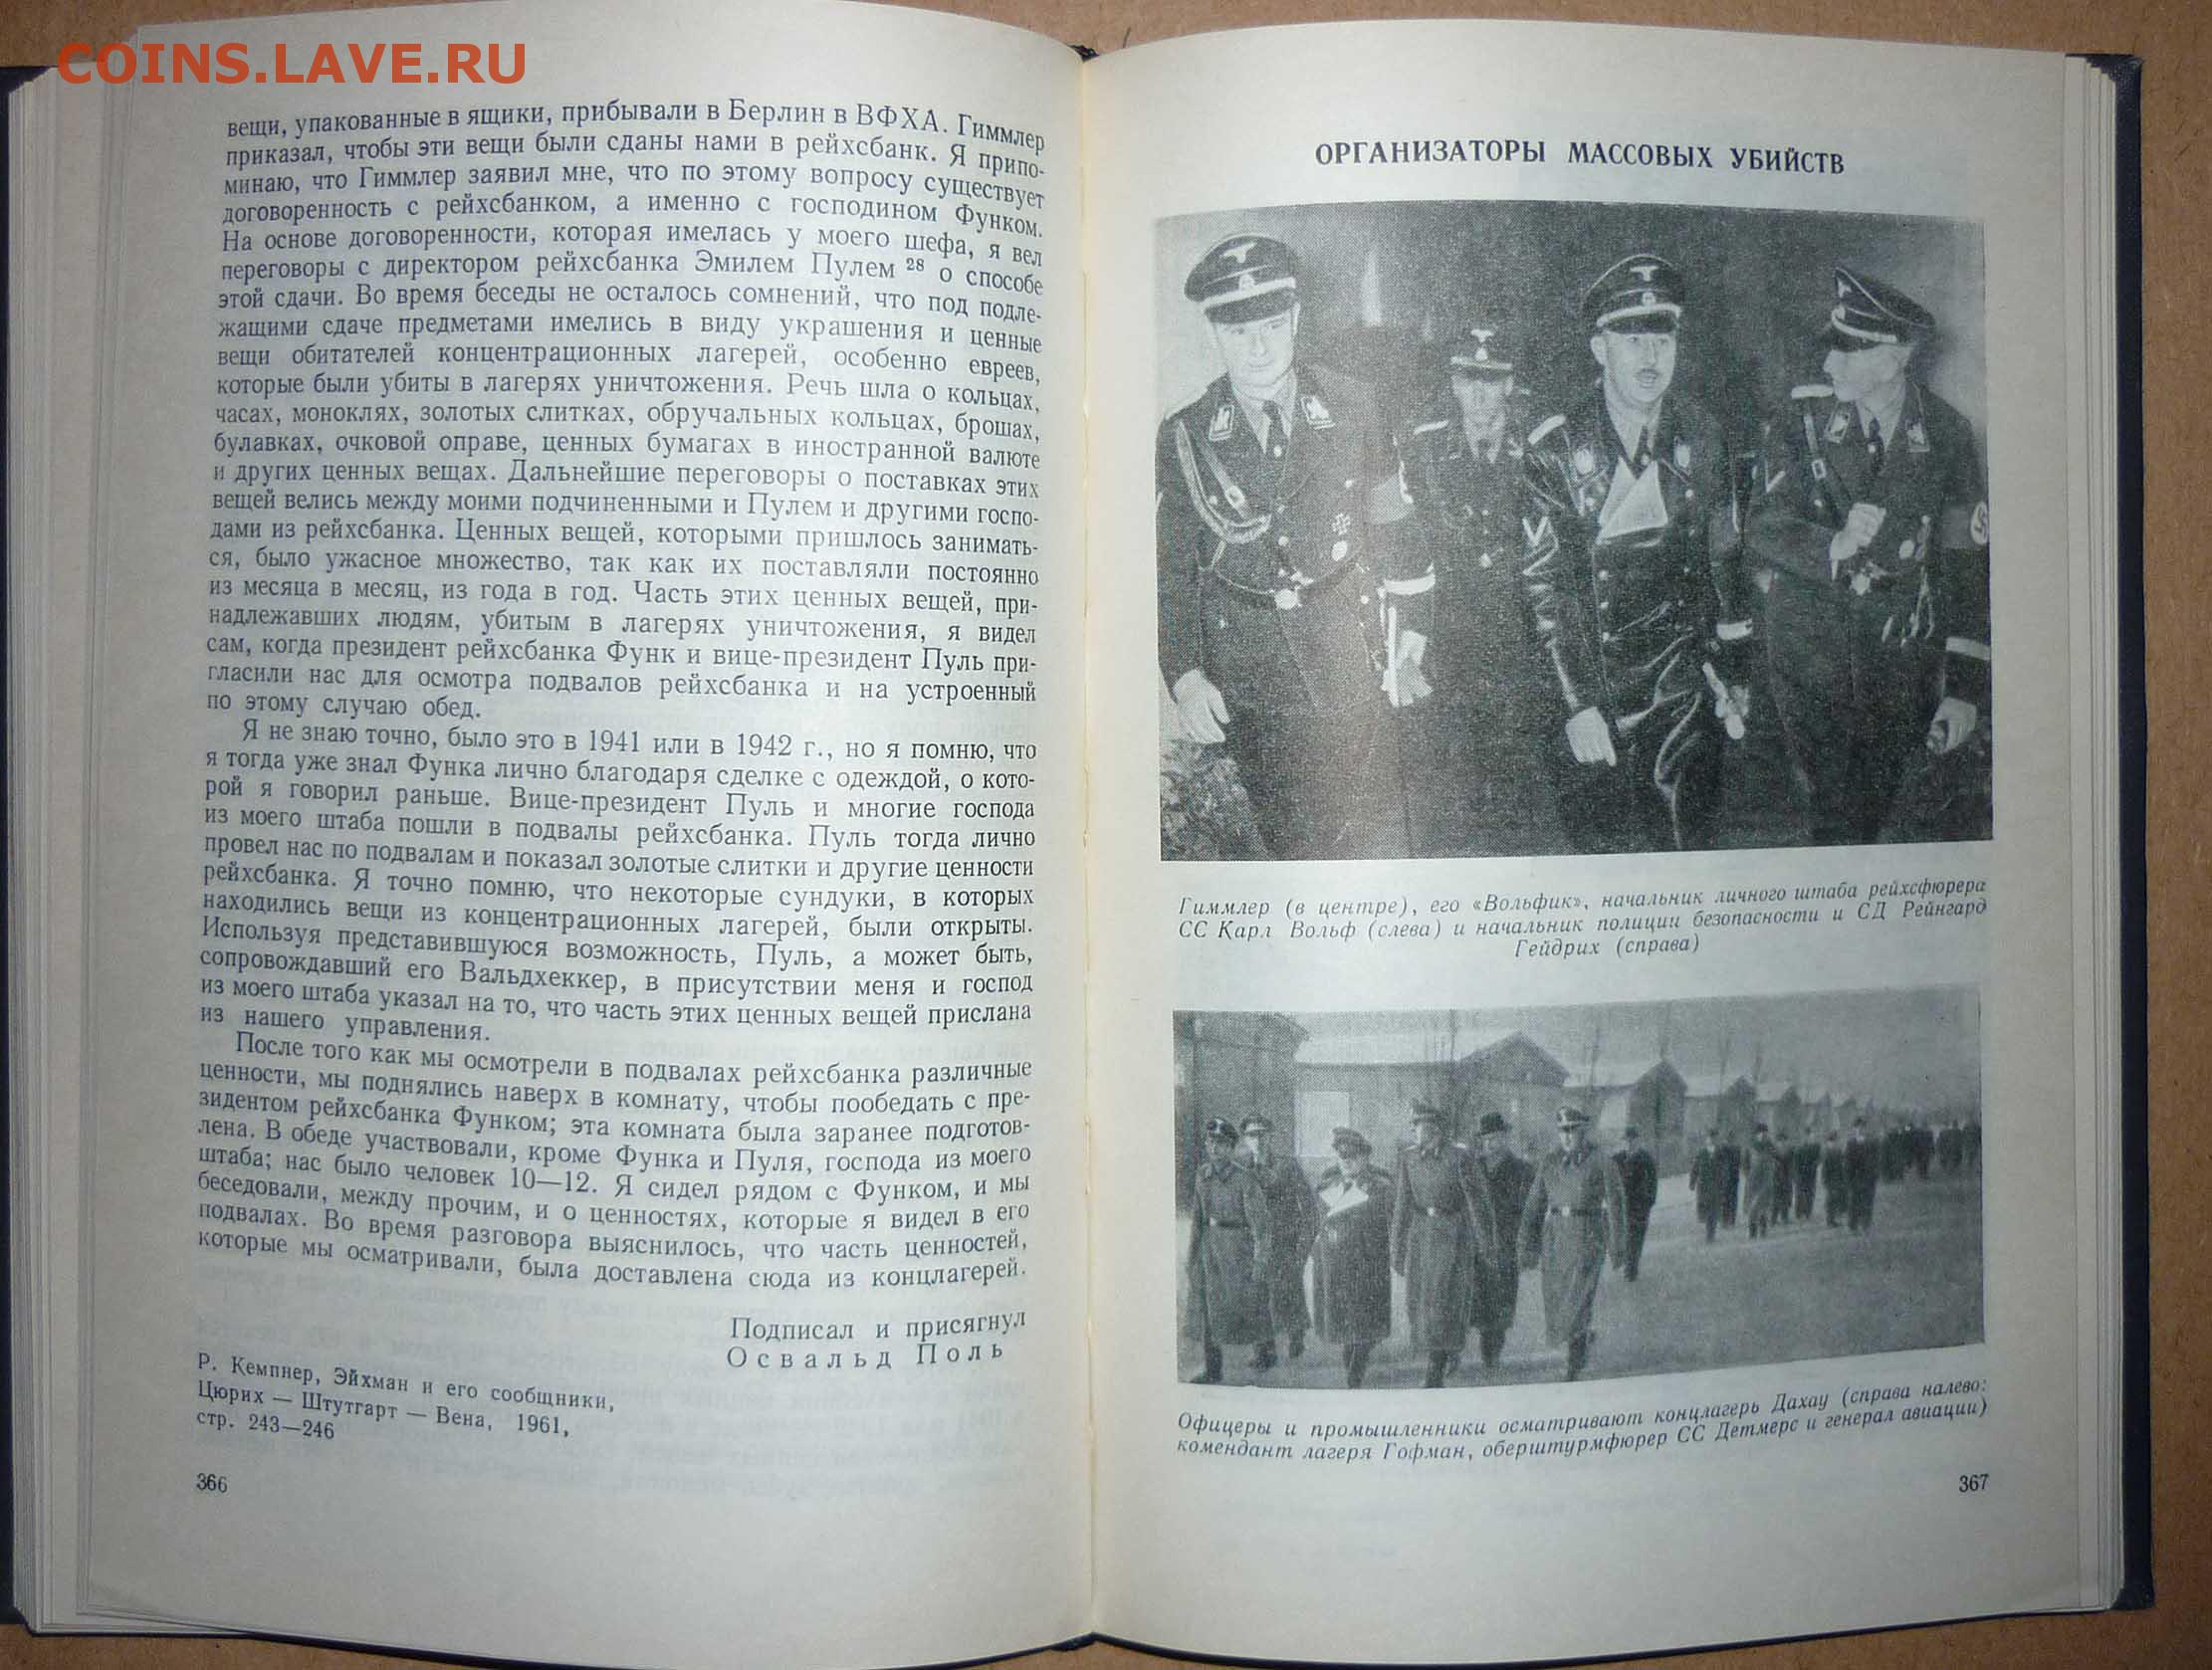 COINS.LAVE.RU
вещи, упакованные в ящики, прибывали в Берлин в ВФХА. Гиммлер
приказал, чтобы эти вещи были сданы нами в рейхсбанк. Я припо-
минаю, что Гиммлер заявил мне, что по этому вопросу существует
договоренность с рейхсбанком, а именно с господином Функом.
На основе договоренности, которая имелась у моего шефа, я вел
переговоры с директором рейхсбанка Эмилем Пулем 28 о способе
этой сдачи. Во время беседы не осталось сомнений, что под подле-
жащими сдаче предметами имелись в виду украшения и ценные
вещи обитателей концентрационных лагерей, особенно евреев,
которые были убиты в лагерях уничтожения. Речь шла о кольцах,
часах, моноклях, золотых слитках, обручальных кольцах, брошах,
булавках, очковой оправе, ценных бумагах в иностранной валюте
и других ценных вещах. Дальнейшие переговоры о поставках этих
вещей велись между моими подчиненными и Пулем и другими госпо-
дами из рейхсбанка. Ценных вещей, которыми пришлось занимать-
ся, было ужасное множество, так как их поставляли постоянно
из месяца в месяц, из года в год. Часть этих ценных вещей, при-
надлежавших людям, убитым в лагерях уничтожения, я видел
сам, когда президент рейхсбанка Функ и вице-президент Пуль при-
гласили нас для осмотра подвалов рейхсбанка и на устроенный
по этому случаю обед.
Я не знаю точно, было это в 1941 или в 1942 г., но я помню, что
я тогда уже знал Функа лично благодаря сделке с одеждой, о кото-
рой я говорил раньше. Вице-президент Пуль и многие господа
из моего штаба пошли в подвалы рейхсбанка. Пуль тогда лично
провел нас по подвалам и показал золотые слитки и другие ценности
рейхсбанка. Я точно помню, что некоторые сундуки, в которых
находились вещи из концентрационных лагерей, были открыты.
Используя представившуюся возможность, Пуль, а может быть,
сопровождавший его Вальдхеккер, в присутствии меня и господ
из моего штаба указал на то, что часть этих ценных вещей прислана
из нашего управления.
После того как мы осмотрели в подвалах рейхсбанка различные
ценности, мы поднялись наверх в комнату, чтобы пообедать с пре-
зидентом рейхсбанка Функом; эта комната была заранее подготов-
лена. В обеде участвовали, кроме Функа и Пуля, господа из моего
штаба; нас было человек 10—12. Я сидел рядом с Функом, и мы
беседовали, между прочим, и о ценностях, которые я видел в его
подвалах. Во время разговора выяснилось, что часть ценностей,
которые мы осматривали, была доставлена сюда из концлагерей.
Подписал и присягнул
Освальд Поль
Р. Кемпнер, Эйхман и его сообщники,
Цюрих — Штутгарт — Вена, 1961,
стр. 243—246
366
ОРГАНИЗАТОРЫ МАССОВЫХ УБИЙСТВ
Гиммлер (в центре), его «Вольфик», начальник личного штаба рейхсфюрера
СС Карл Вольф (слева) и начальник полиции безопасности и СД Рейнгард
Гейдрих (справа)
Офицеры и промышленники осматривают концлагерь Дахау (справа налево:
комендант лагеря Гофман, оберштурмфюрер СС Детмерс и генерал авиации)
367